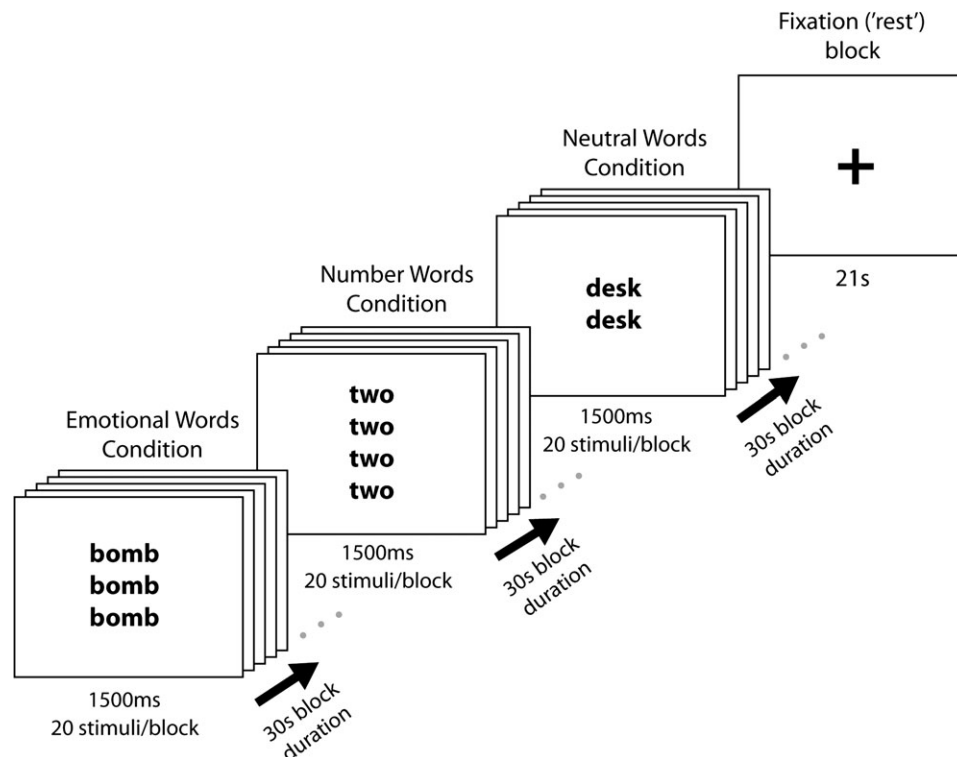 Fixation ('rest')
block
+
21s
Neutral Words
Condition
desk
desk
1500ms
20 stimuli/block
30s block
duration
Number Words
Condition
two
two
two
two
1500ms
20 stimuli/block
30s block
duration
Emotional Words
Condition
bomb
bomb
bomb
1500ms
20 stimuli/block
30s block
duration